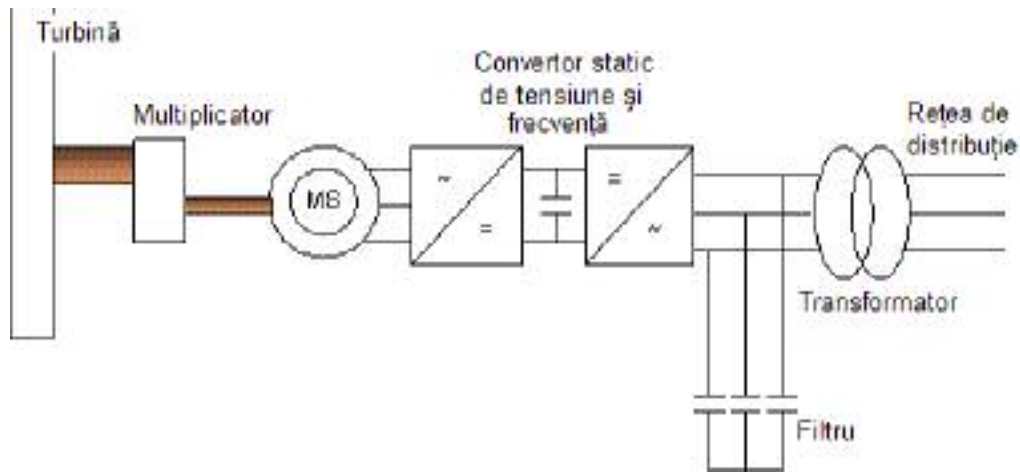 Turbină
Convertor static
de tensiune și
frecvență
Multiplicator
Rețea de
distribuție
MS
~
=
=
~
Transformator
Filtru